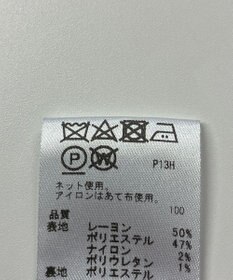 P13H
ネット使用。
アイロンはあて布使用。
100
品質
表地 レーヨン 50%
ポリエステル 47%
ナイロン 2%
ポリウレタン 1%
裏地 ポリエステル